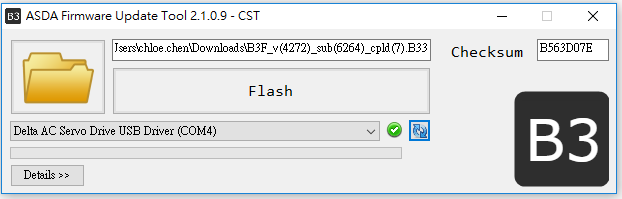 B3 ASDA Firmware Update Tool 2.1.0.9 - CST
Jsers\chloe.chen\Downloads\B3F_v(4272)_sub(6264)_cpld(7).B33
Checksum B563D07E
Flash
Delta AC Servo Drive USB Driver (COM4)
B3
Details >>